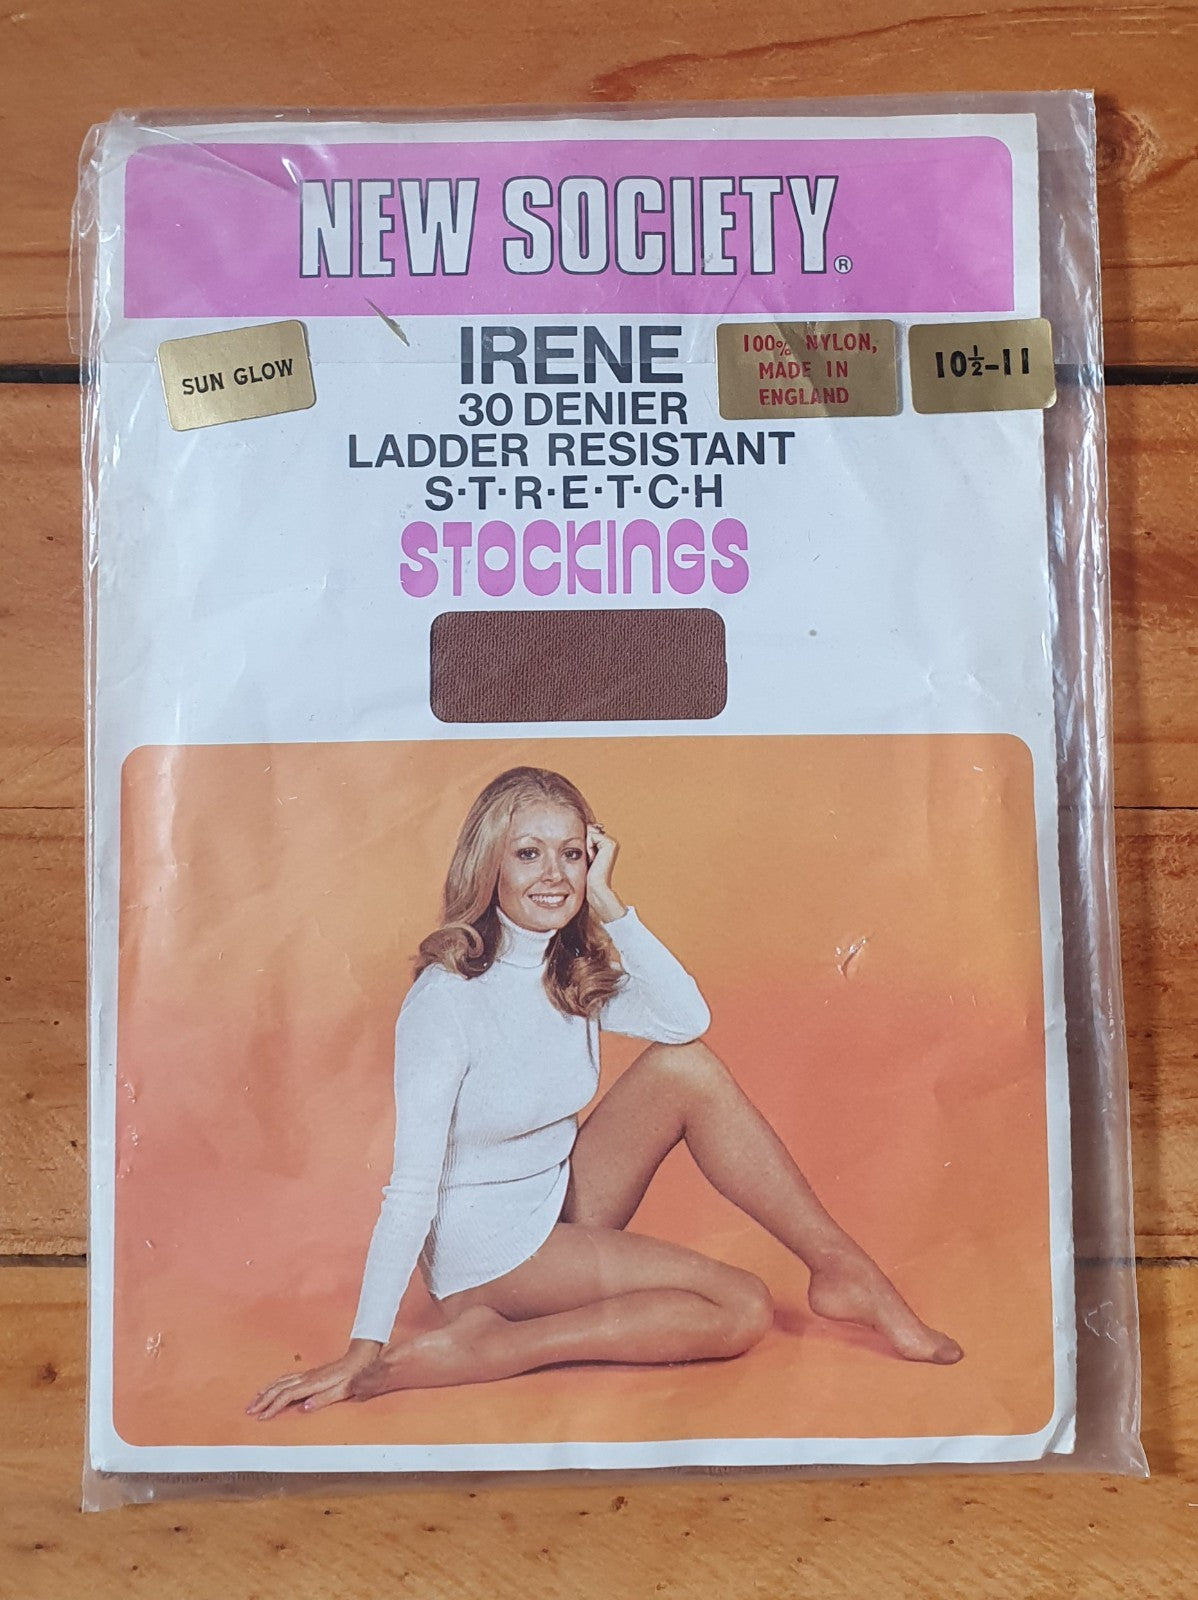 NEW SOCIETY®
SUN GLOW
IRENE
100% NYLON,
MADE IN
ENGLAND
10½-11
30 DENIER
LADDER RESISTANT
S·T·R·E·T·C·H
STOCKINGS